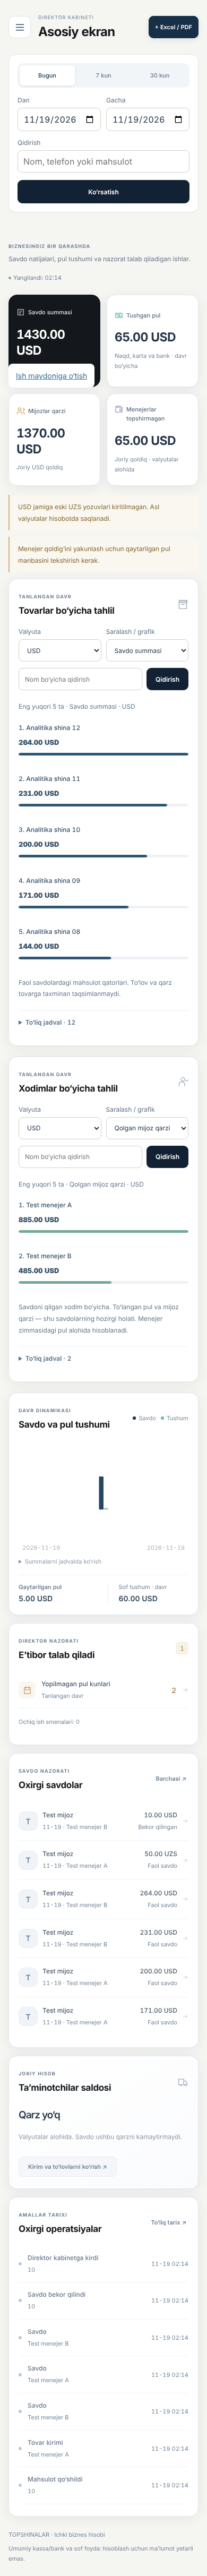 DIREKTOR KABINETI
Asosiy ekran
+ Excel / PDF
Bugun
7 kun
30 kun
Dan
Gacha
11/19/2026
11/19/2026
Qidirish
Nom, telefon yoki mahsulot
Ko‘rsatish
BIZNESINGIZ BIR QARASHDA
Savdo natijalari, pul tushumi va nazorat talab qiladigan ishlar.
Yangilandi: 02:14
Savdo summasi
1430.00
USD
Ish maydoniga o‘tish
Tushgan pul
65.00 USD
Naqd, karta va bank · davr
bo‘yicha
Mijozlar qarzi
1370.00
USD
Joriy USD qoldiq
Menejerlar
topshirmagan
65.00 USD
Joriy qoldiq · valyutalar
alohida
USD jamiga eski UZS yozuvlari kiritilmagan. Asl
valyutalar hisobotda saqlanadi.
Menejer qoldig‘ini yakunlash uchun qaytarilgan pul
manbasini tekshirish kerak.
TANLANGAN DAVR
Tovarlar bo‘yicha tahlil
Valyuta
Saralash / grafik
USD
Savdo summasi
Nom bo‘yicha qidirish
Qidirish
Eng yuqori 5 ta · Savdo summasi · USD
1. Analitika shina 12
264.00 USD
2. Analitika shina 11
231.00 USD
3. Analitika shina 10
200.00 USD
4. Analitika shina 09
171.00 USD
5. Analitika shina 08
144.00 USD
Faol savdolardagi mahsulot qatorlari. To‘lov va qarz
tovarga taxminan taqsimlanmaydi.
To‘liq jadval · 12
TANLANGAN DAVR
Xodimlar bo‘yicha tahlil
Valyuta
Saralash / grafik
USD
Qolgan mijoz qarzi
Nom bo‘yicha qidirish
Qidirish
Eng yuqori 5 ta · Qolgan mijoz qarzi · USD
1. Test menejer A
885.00 USD
2. Test menejer B
485.00 USD
Savdoni qilgan xodim bo‘yicha. To‘langan pul va mijoz
qarzi — shu savdolarning hozirgi holati. Menejer
zimmasidagi pul alohida hisoblanadi.
To‘liq jadval · 2
DAVR DINAMIKASI
Savdo va pul tushumi
Savdo
Tushum
2026-11-19
2026-11-19
Summalarni jadvalda ko‘rish
Qaytarilgan pul
5.00 USD
Sof tushum · davr
60.00 USD
DIREKTOR NAZORATI
E’tibor talab qiladi
1
Yopilmagan pul kunlari
Tanlangan davr
2
Ochiq ish smenalari: 0
SAVDO NAZORATI
Oxirgi savdolar
Barchasi ↗
T
Test mijoz
11-19 · Test menejer B
10.00 USD
Bekor qilingan
T
Test mijoz
11-19 · Test menejer A
50.00 UZS
Faol savdo
T
Test mijoz
11-19 · Test menejer B
264.00 USD
Faol savdo
T
Test mijoz
11-19 · Test menejer B
231.00 USD
Faol savdo
T
Test mijoz
11-19 · Test menejer A
200.00 USD
Faol savdo
T
Test mijoz
11-19 · Test menejer A
171.00 USD
Faol savdo
JORIY HISOB
Ta’minotchilar saldosi
Qarz yo‘q
Valyutalar alohida. Savdo ushbu qarzni kamaytirmaydi.
Kirim va to‘lovlarni ko‘rish ↗
AMALLAR TARIXI
Oxirgi operatsiyalar
To‘liq tarix ↗
Direktor kabinetga kirdi
10
11-19 02:14
Savdo bekor qilindi
10
11-19 02:14
Savdo
Test menejer B
11-19 02:14
Savdo
Test menejer A
11-19 02:14
Savdo
Test menejer B
11-19 02:14
Tovar kirimi
Test menejer A
11-19 02:14
Mahsulot qo‘shildi
10
11-19 02:14
TOPSHINALAR · Ichki biznes hisobi
Umumiy kassa/bank va sof foyda: hisoblash uchun ma’lumot yetarli
emas.